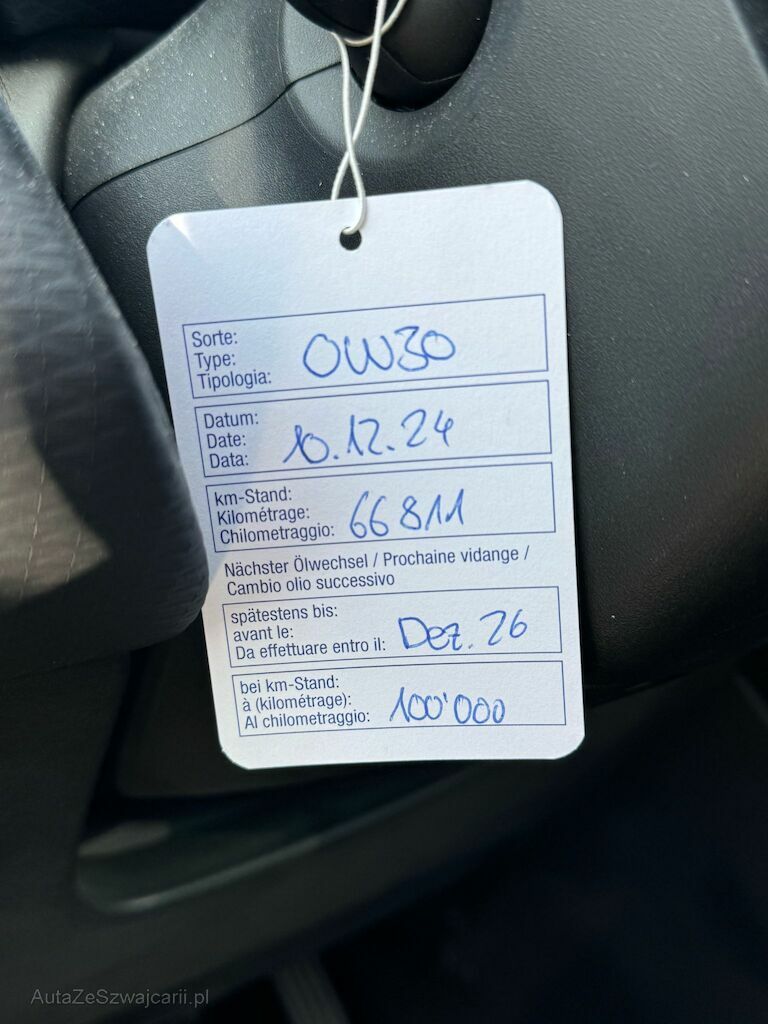 Sorte:
Type:
Tipologia:
0W30
Datum:
Date:
Data:
10.12.24
km-Stand:
Kilométrage:
Chilometraggio:
66811
Nächster Ölwechsel / Prochaine vidange /
Cambio olio successivo
spätestens bis:
avant le:
Da effettuare entro il:
Dez. 26
bei km-Stand:
à (kilométrage):
Al chilometraggio:
100'000
AutaZeSzwajcarii.pl